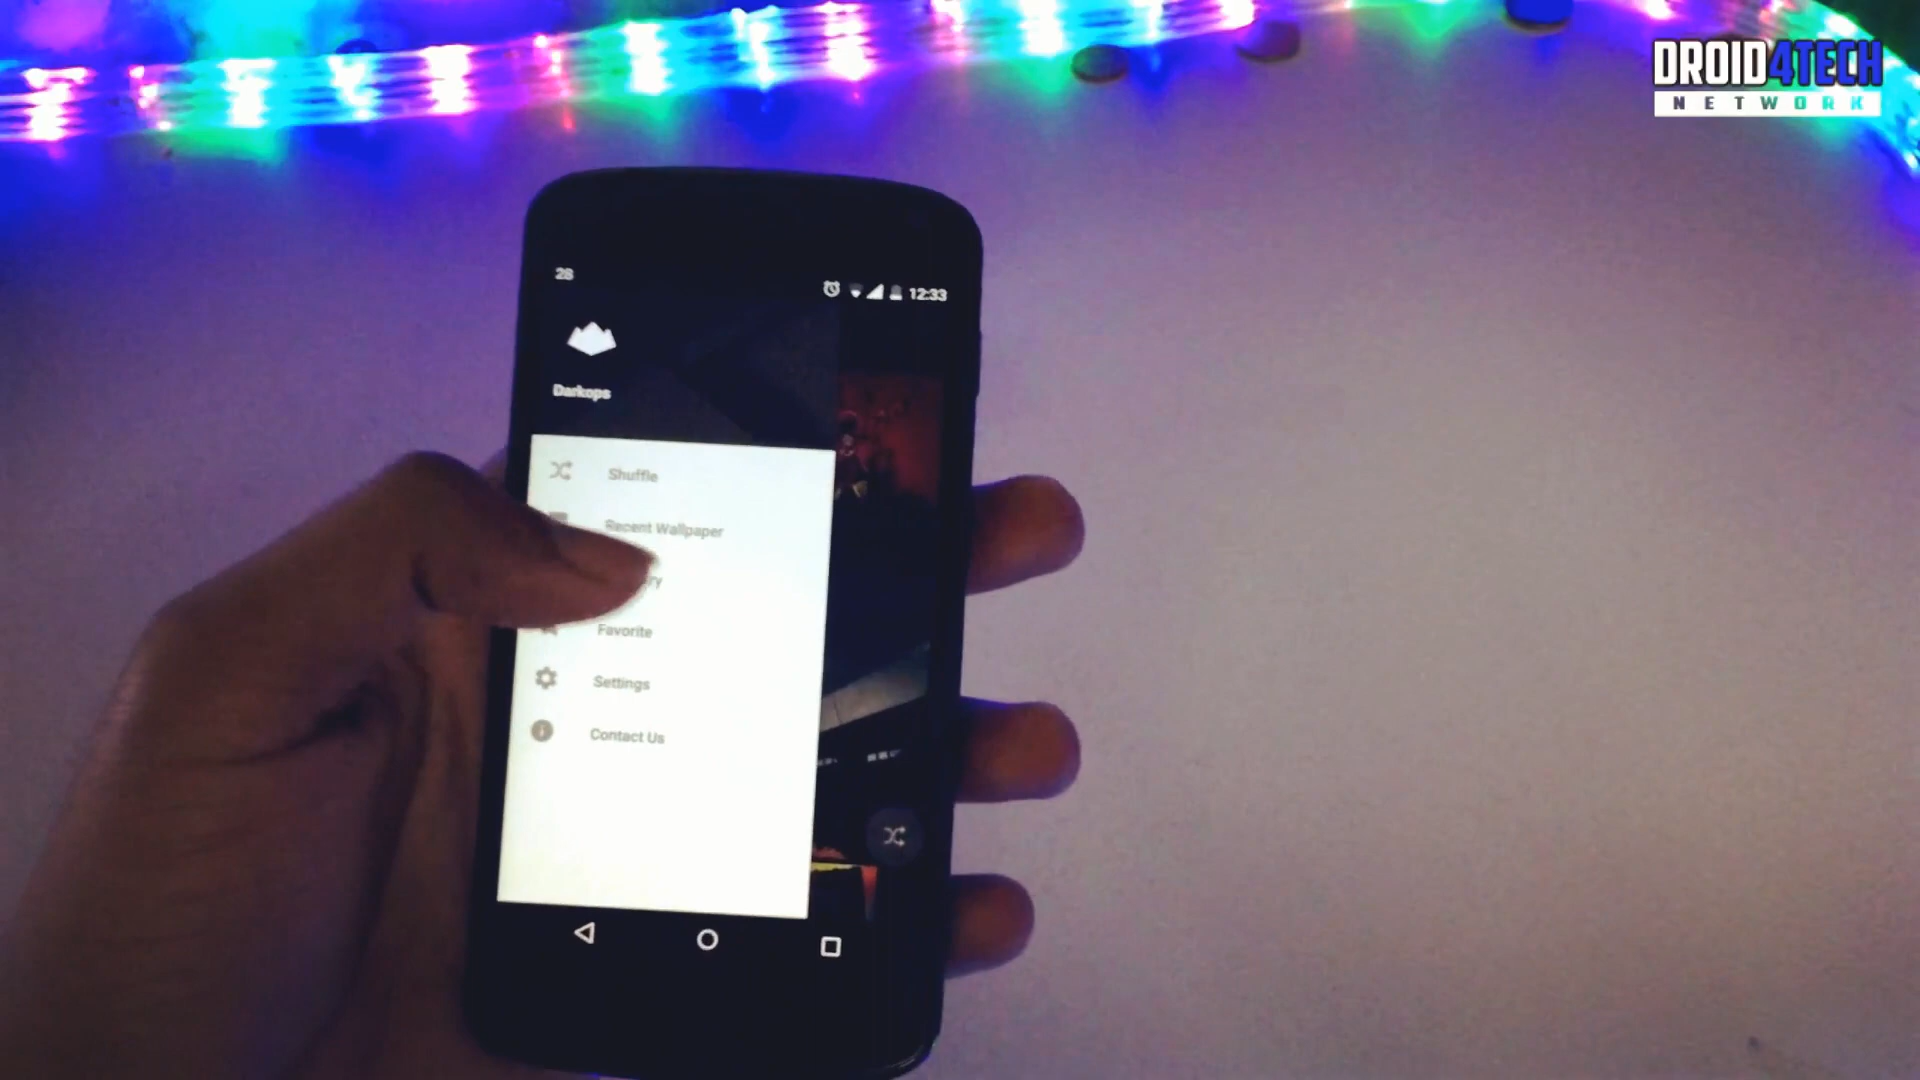 DROID4TECH
NETWORK
28
12:33
Darkops
Shuffle
Recent Wallpaper
Favorite
Settings
Contact Us